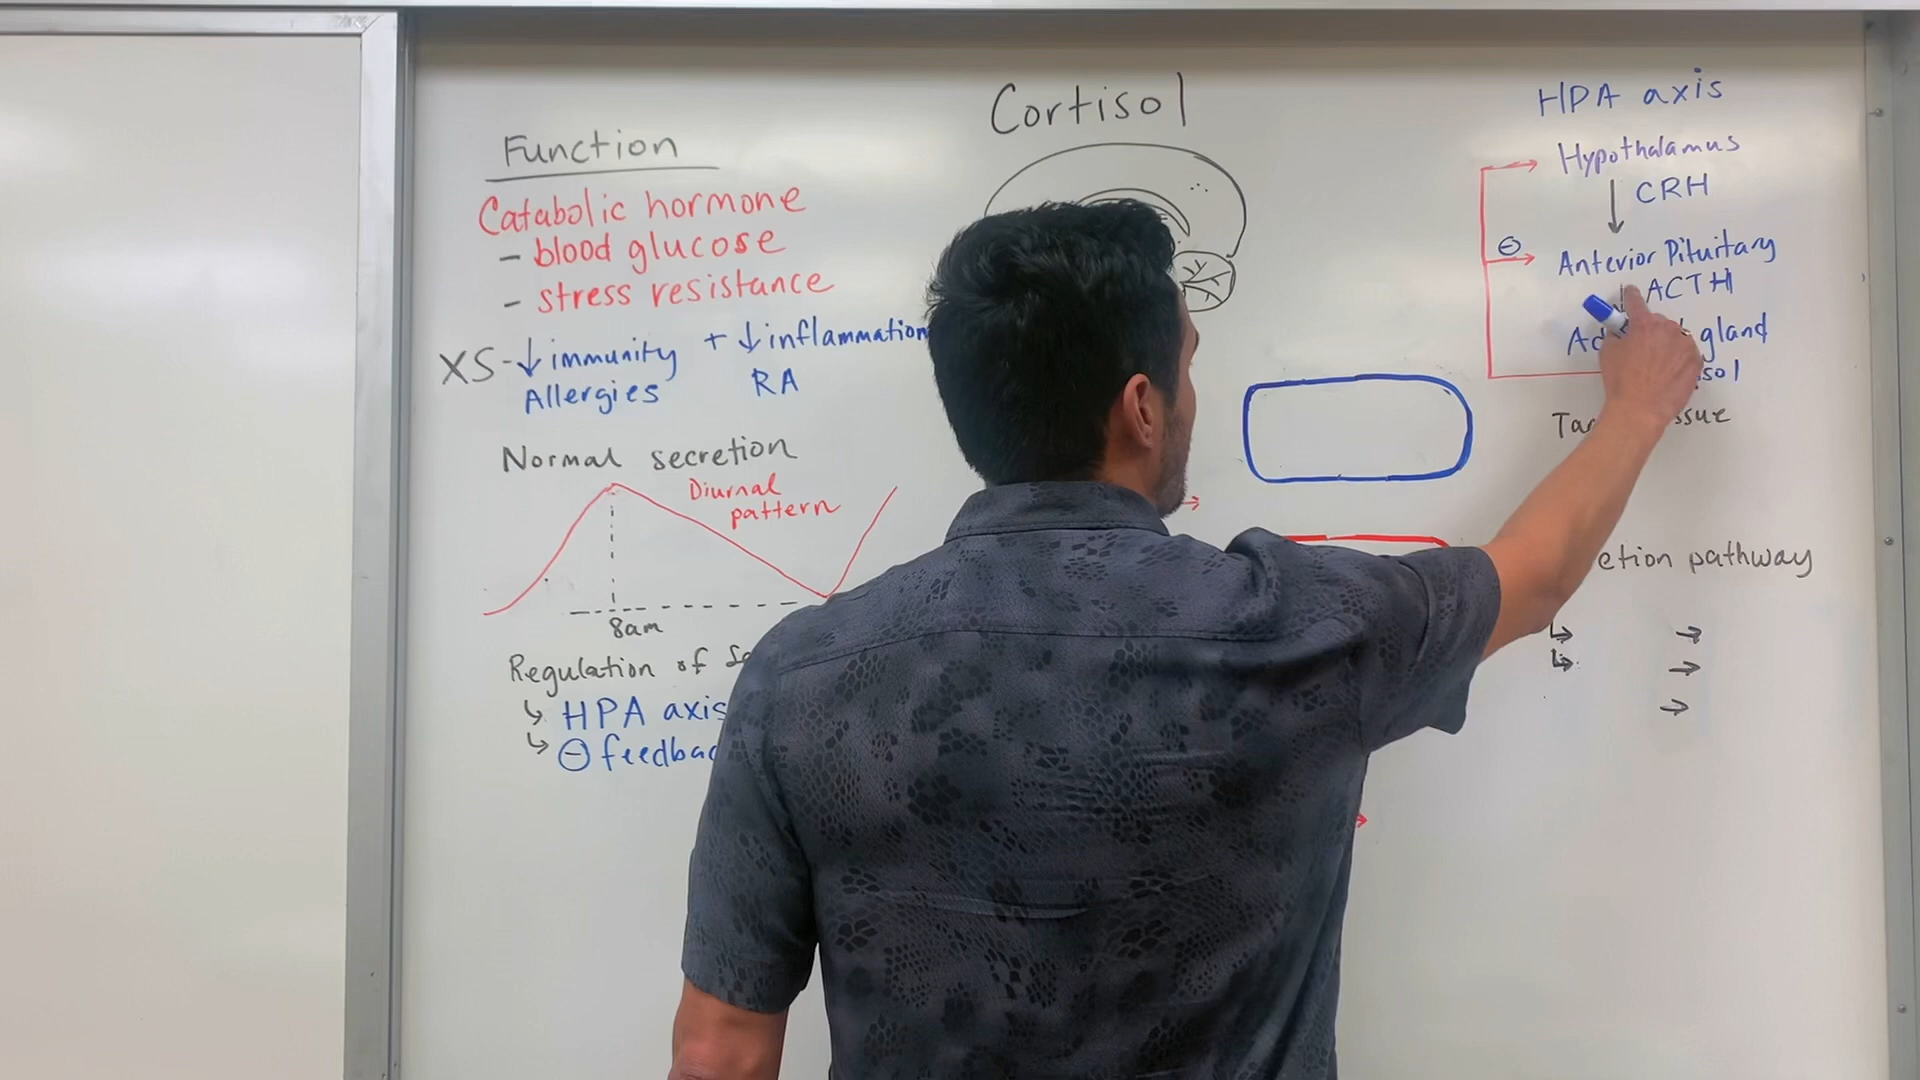 Cortisol
Function
Catabolic hormone
- blood glucose
- stress resistance
XS - ↓ immunity + ↓ inflammation
Allergies RA
Normal secretion
Diurnal
pattern
8am
Regulation of
↳ HPA axis
↳ ⊖
HPA axis
Hypothalamus
↓ CRH
⊖
Anterior Pituitary
ACTH
gland
pathway